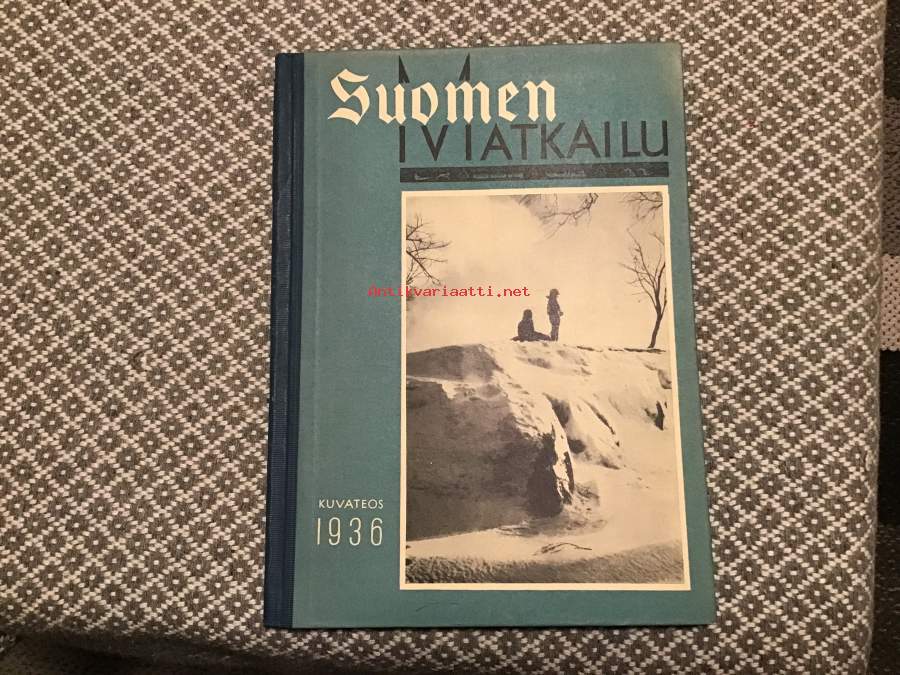 Suomen
MATKAILU
Antikvariaatti.net
KUVATEOS
1936